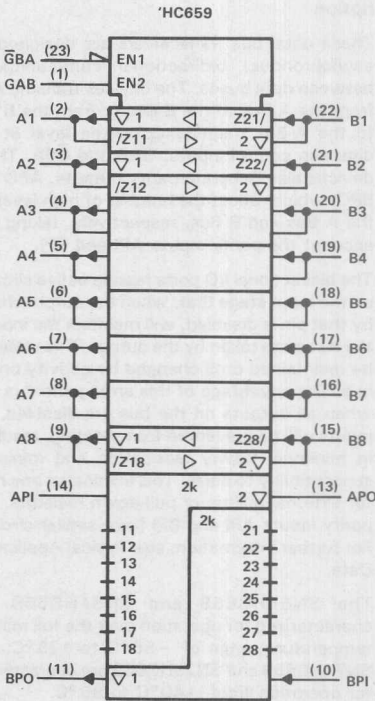 'HC659
G̅BA (23) EN1
(1) EN2
A1 (2) ▽ 1 ◁ Z21/ (22) B1
/Z11 ▷ 2 ▽
A2 (3) ▽ 1 ◁ Z22/ (21) B2
/Z12 ▷ 2 ▽
A3 (4) (20) B3
A4 (5) (19) B4
A5 (6) (18) B5
A6 (7) (17) B6
A7 (8) (16) B7
A8 (9) ▽ 1 ◁ Z28/ (15) B8
/Z18 ▷ 2 ▽
API (14) 2k 2 ▽ (13) APO
2k
11 21
12 22
13 23
14 24
15 25
16 26
17 27
18 28
BPO (11) ▽ 1 (10) BPI